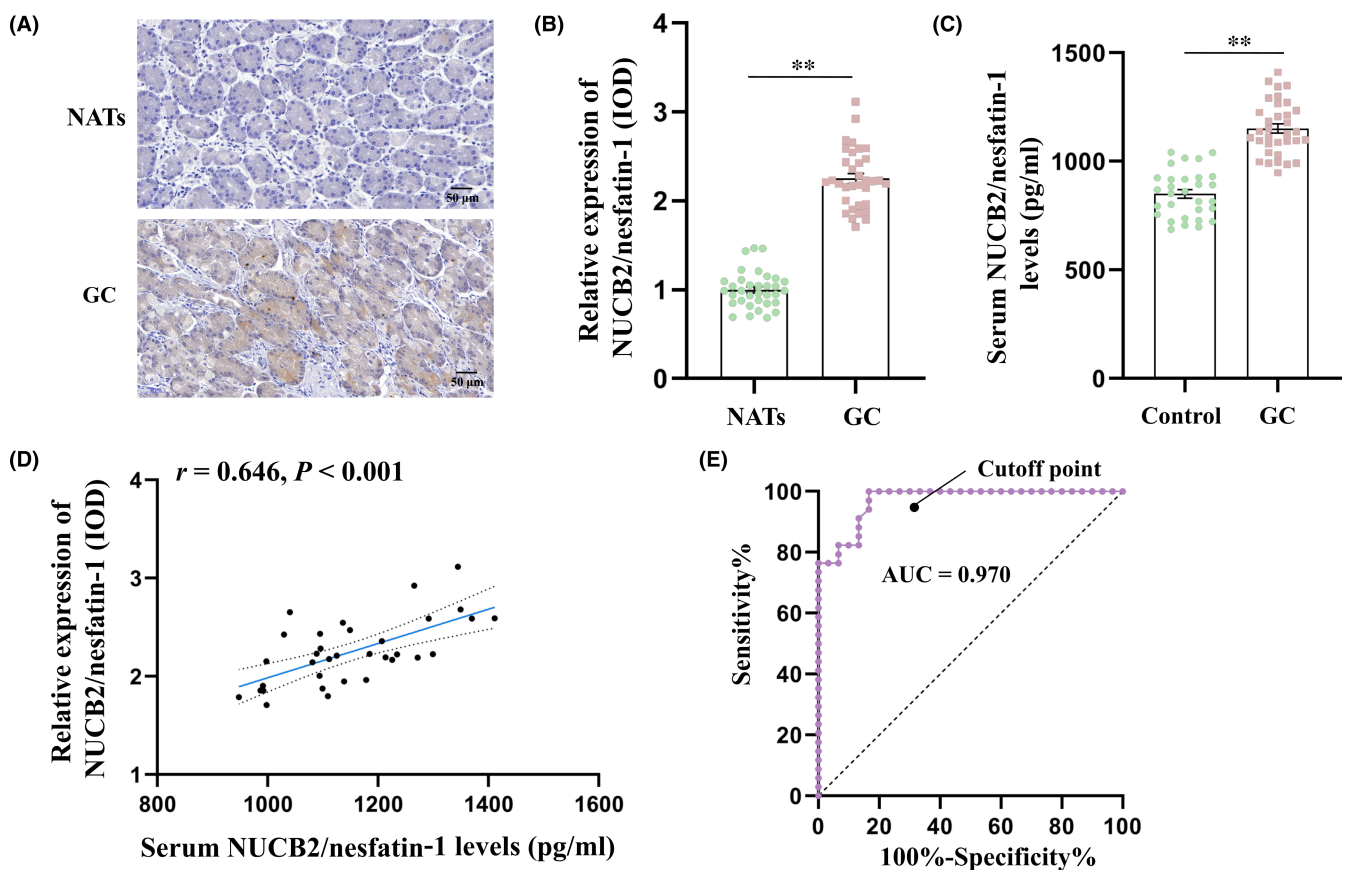 (A)
NATs
50 μm
GC
50 μm
(B)
Relative expression of
NUCB2/nesfatin-1 (IOD)
4
3
2
1
0
**
NATs
GC
(C)
Serum NUCB2/nesfatin-1
levels (pg/ml)
1500
1000
500
0
**
Control
GC
(D)
r = 0.646, P < 0.001
Relative expression of
NUCB2/nesfatin-1 (IOD)
4
3
2
1
800
1000
1200
1400
1600
Serum NUCB2/nesfatin-1 levels (pg/ml)
(E)
Cutoff point
AUC = 0.970
Sensitivity%
100
80
60
40
20
0
0
20
40
60
80
100
100%-Specificity%